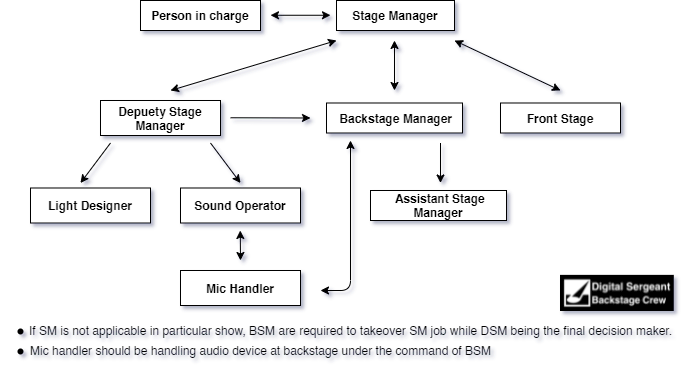 Person in charge
Stage Manager
Depuety Stage
Manager
Backstage Manager
Front Stage
Light Designer
Sound Operator
Assistant Stage
Manager
Mic Handler
Digital Sergeant
Backstage Crew
● If SM is not applicable in particular show, BSM are required to takeover SM job while DSM being the final decision maker.
● Mic handler should be handling audio device at backstage under the command of BSM